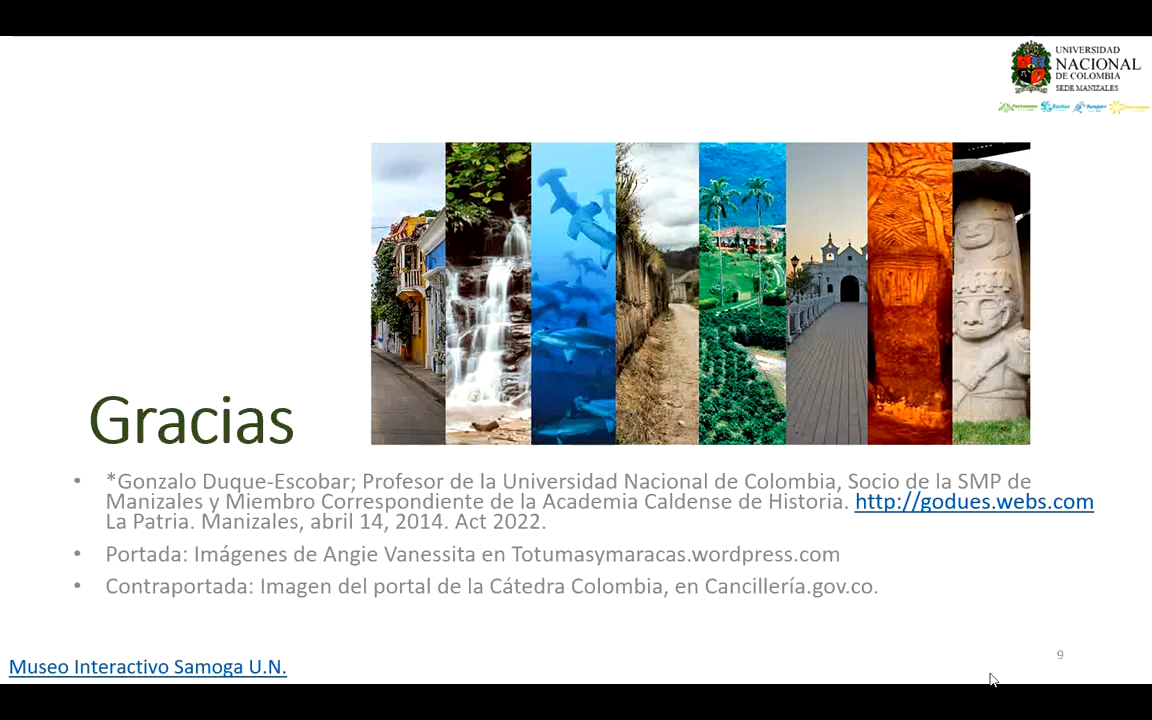 UNIVERSIDAD
NACIONAL
DE COLOMBIA
SEDE MANIZALES
Gracias
• *Gonzalo Duque-Escobar; Profesor de la Universidad Nacional de Colombia, Socio de la SMP de
Manizales y Miembro Correspondiente de la Academia Caldense de Historia. http://godues.webs.com
La Patria. Manizales, abril 14, 2014. Act 2022.
• Portada: Imágenes de Angie Vanessita en Totumasymaracas.wordpress.com
• Contraportada: Imagen del portal de la Cátedra Colombia, en Cancillería.gov.co.
9
Museo Interactivo Samoga U.N.